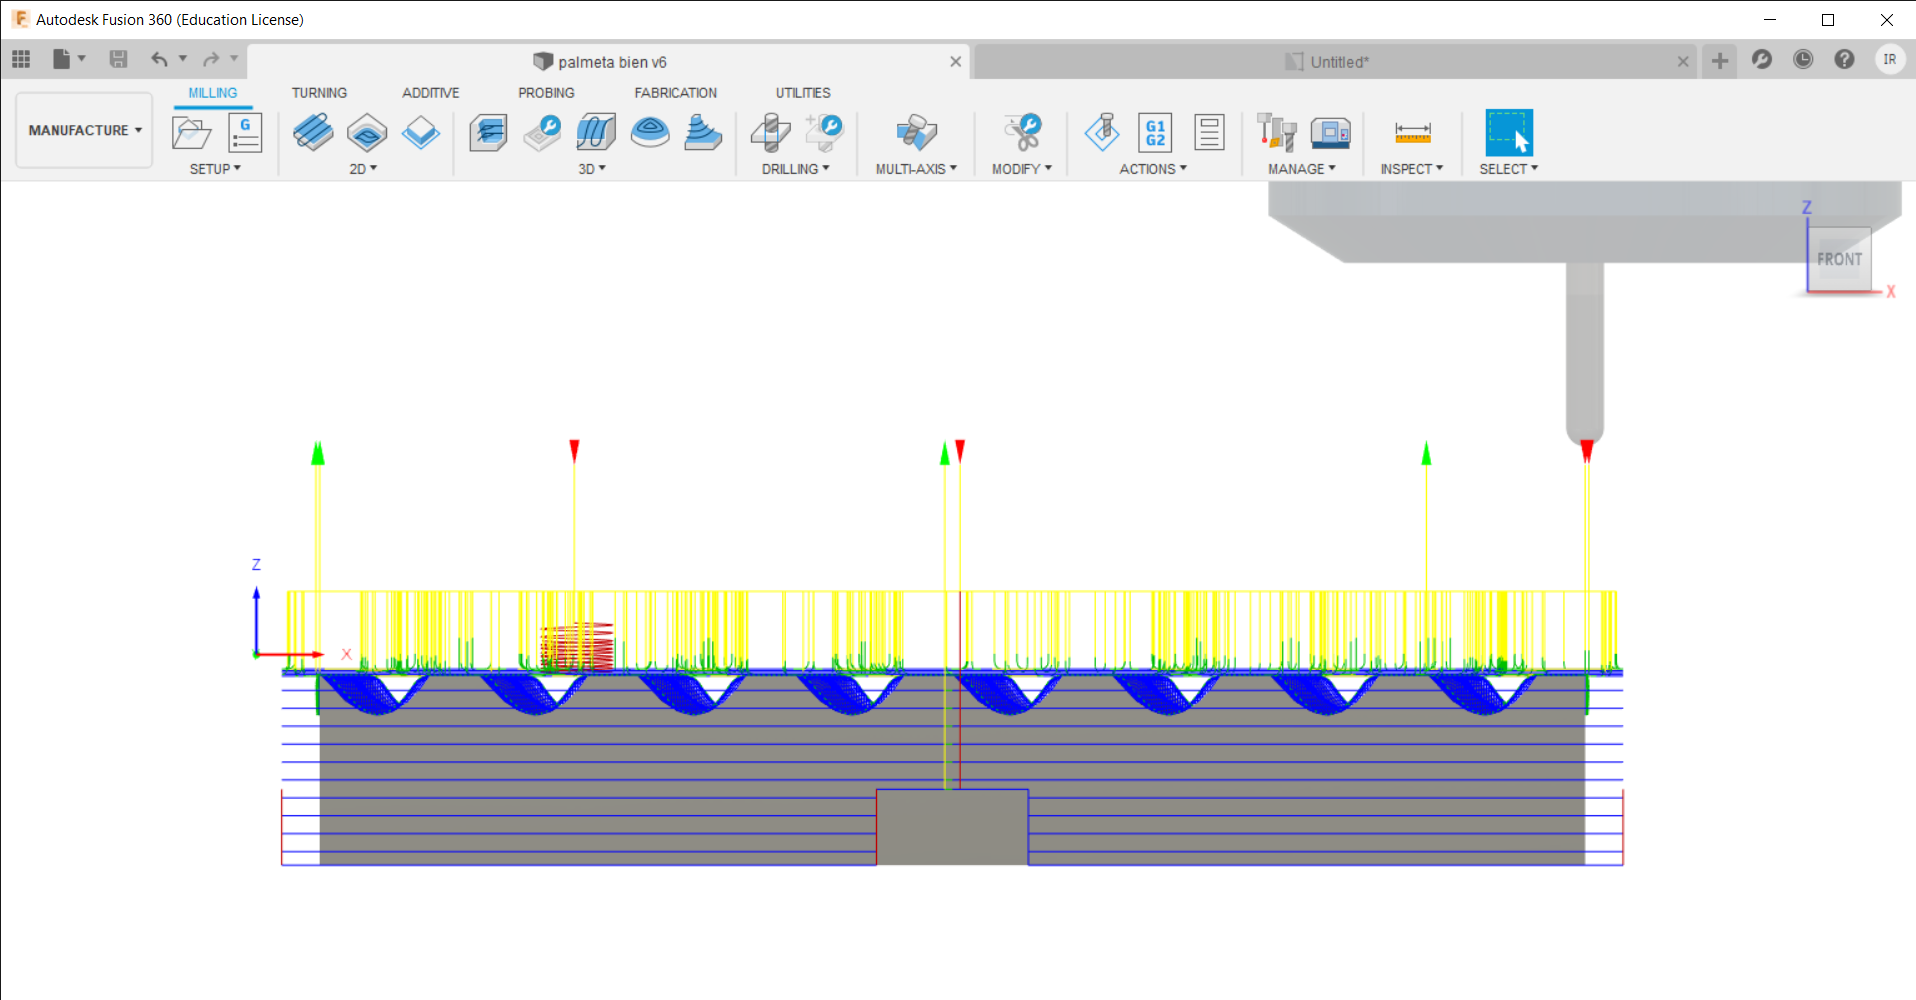 Autodesk Fusion 360 (Education License)
palmeta bien v6
Untitled*
IR
MANUFACTURE
MILLING TURNING ADDITIVE PROBING FABRICATION UTILITIES
G
G1
G2
SETUP 2D 3D DRILLING MULTI-AXIS MODIFY ACTIONS MANAGE INSPECT SELECT
Z
FRONT
X
Z
X